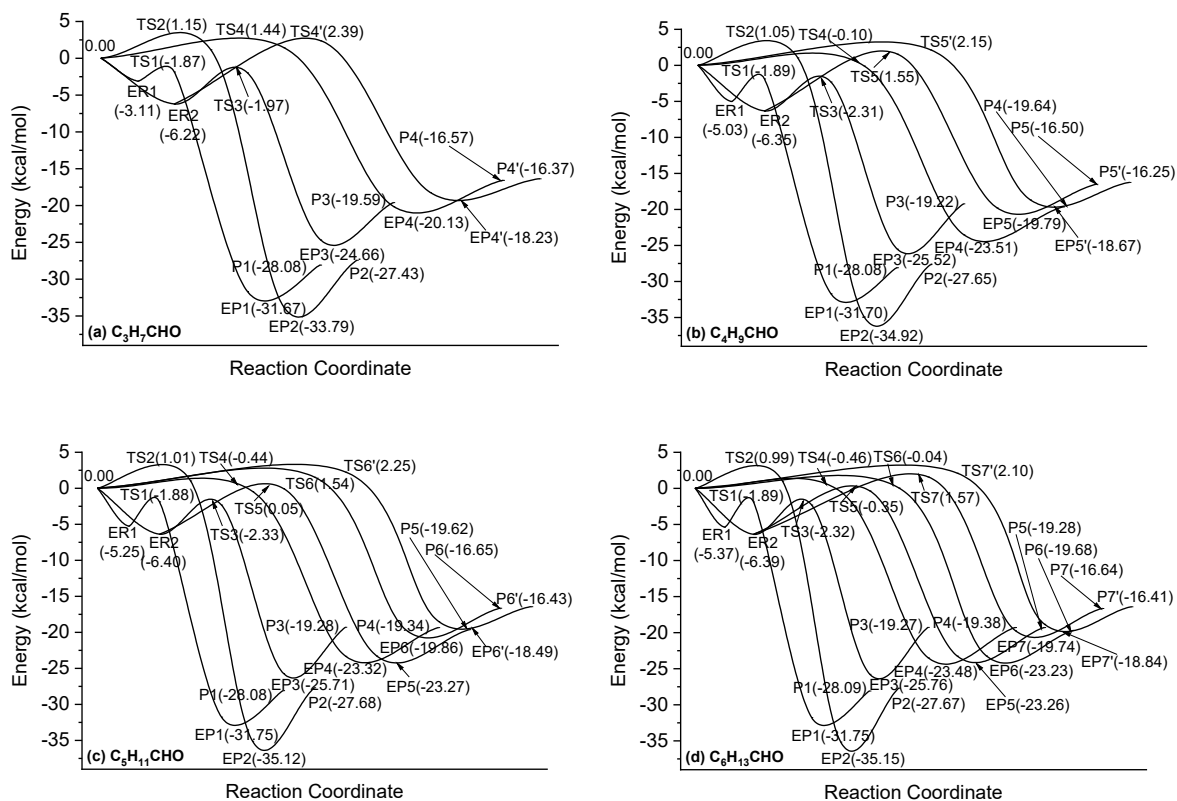 5
0
-5
-10
-15
-20
-25
-30
-35
Energy (kcal/mol)
0.00
TS2(1.15)
TS4(1.44)
TS4'(2.39)
TS1(-1.87)
ER1
(-3.11)
ER2
(-6.22)
TS3(-1.97)
P4(-16.57)
P4'(-16.37)
P3(-19.59)
EP4(-20.13)
EP4'(-18.23)
EP3(-24.66)
P1(-28.08)
P2(-27.43)
EP1(-31.67)
EP2(-33.79)
(a) C₃H₇CHO
Reaction Coordinate
5
0
-5
-10
-15
-20
-25
-30
-35
Energy (kcal/mol)
0.00
TS2(1.05)
TS4(-0.10)
TS5'(2.15)
TS1(-1.89)
TS5(1.55)
ER1
(-5.03)
ER2
(-6.35)
TS3(-2.31)
P4(-19.64)
P5(-16.50)
P5'(-16.25)
P3(-19.22)
EP5(-19.79)
EP4(-23.51)
EP5'(-18.67)
EP3(-25.52)
P1(-28.08)
P2(-27.65)
EP1(-31.70)
EP2(-34.92)
(b) C₄H₉CHO
Reaction Coordinate
5
0
-5
-10
-15
-20
-25
-30
-35
Energy (kcal/mol)
0.00
TS2(1.01)
TS4(-0.44)
TS6'(2.25)
TS1(-1.88)
TS6(1.54)
TS5(0.05)
ER1
(-5.25)
ER2
(-6.40)
TS3(-2.33)
P5(-19.62)
P6(-16.65)
P6'(-16.43)
P3(-19.28)
P4(-19.34)
EP6(-19.86)
EP6'(-18.49)
EP4(-23.32)
EP5(-23.27)
EP3(-25.71)
P1(-28.08)
P2(-27.68)
EP1(-31.75)
EP2(-35.12)
(c) C₅H₁₁CHO
Reaction Coordinate
5
0
-5
-10
-15
-20
-25
-30
-35
Energy (kcal/mol)
0.00
TS2(0.99)
TS4(-0.46)
TS6(-0.04)
TS7'(2.10)
TS1(-1.89)
TS5(-0.35)
TS7(1.57)
ER1
(-5.37)
ER2
(-6.39)
TS3(-2.32)
P5(-19.28)
P6(-19.68)
P7(-16.64)
P7'(-16.41)
P3(-19.27)
P4(-19.38)
EP7(-19.74)
EP7'(-18.84)
EP4(-23.48)
EP6(-23.23)
EP5(-23.26)
EP3(-25.76)
P1(-28.09)
P2(-27.67)
EP1(-31.75)
EP2(-35.15)
(d) C₆H₁₃CHO
Reaction Coordinate